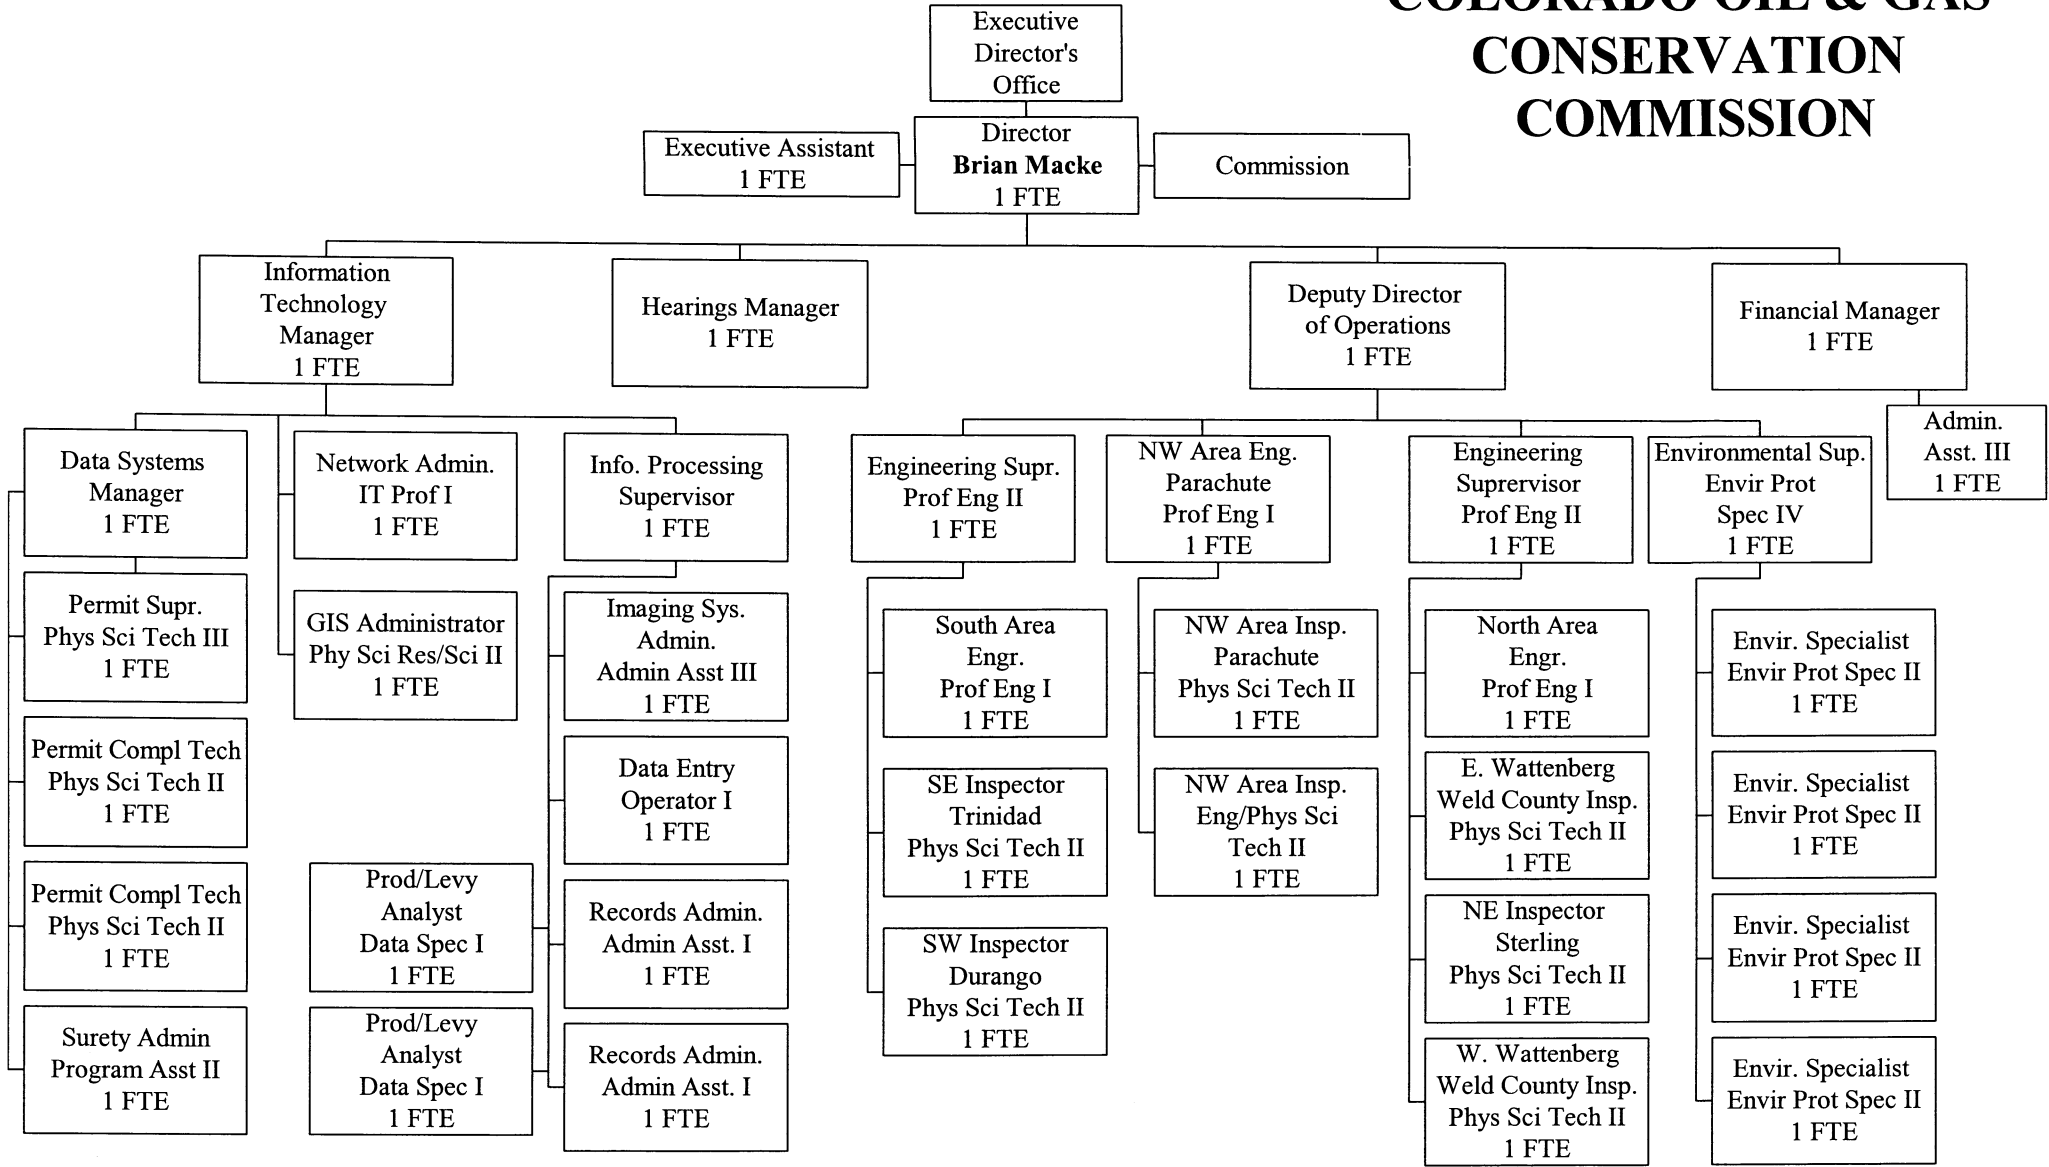 COLORADO OIL & GAS
CONSERVATION
COMMISSION
Executive
Director's
Office
Executive Assistant
1 FTE
Director
Brian Macke
1 FTE
Commission
Information
Technology
Manager
1 FTE
Hearings Manager
1 FTE
Deputy Director
of Operations
1 FTE
Financial Manager
1 FTE
Admin.
Asst. III
1 FTE
Data Systems
Manager
1 FTE
Network Admin.
IT Prof I
1 FTE
Info. Processing
Supervisor
1 FTE
Engineering Supr.
Prof Eng II
1 FTE
NW Area Eng.
Parachute
Prof Eng I
1 FTE
Engineering
Suprervisor
Prof Eng II
1 FTE
Environmental Sup.
Envir Prot
Spec IV
1 FTE
Permit Supr.
Phys Sci Tech III
1 FTE
GIS Administrator
Phy Sci Res/Sci II
1 FTE
Imaging Sys.
Admin.
Admin Asst III
1 FTE
South Area
Engr.
Prof Eng I
1 FTE
NW Area Insp.
Parachute
Phys Sci Tech II
1 FTE
North Area
Engr.
Prof Eng I
1 FTE
Envir. Specialist
Envir Prot Spec II
1 FTE
Permit Compl Tech
Phys Sci Tech II
1 FTE
Data Entry
Operator I
1 FTE
SE Inspector
Trinidad
Phys Sci Tech II
1 FTE
NW Area Insp.
Eng/Phys Sci
Tech II
1 FTE
E. Wattenberg
Weld County Insp.
Phys Sci Tech II
1 FTE
Envir. Specialist
Envir Prot Spec II
1 FTE
Permit Compl Tech
Phys Sci Tech II
1 FTE
Prod/Levy
Analyst
Data Spec I
1 FTE
Records Admin.
Admin Asst. I
1 FTE
SW Inspector
Durango
Phys Sci Tech II
1 FTE
NE Inspector
Sterling
Phys Sci Tech II
1 FTE
Envir. Specialist
Envir Prot Spec II
1 FTE
Surety Admin
Program Asst II
1 FTE
Prod/Levy
Analyst
Data Spec I
1 FTE
Records Admin.
Admin Asst. I
1 FTE
W. Wattenberg
Weld County Insp.
Phys Sci Tech II
1 FTE
Envir. Specialist
Envir Prot Spec II
1 FTE